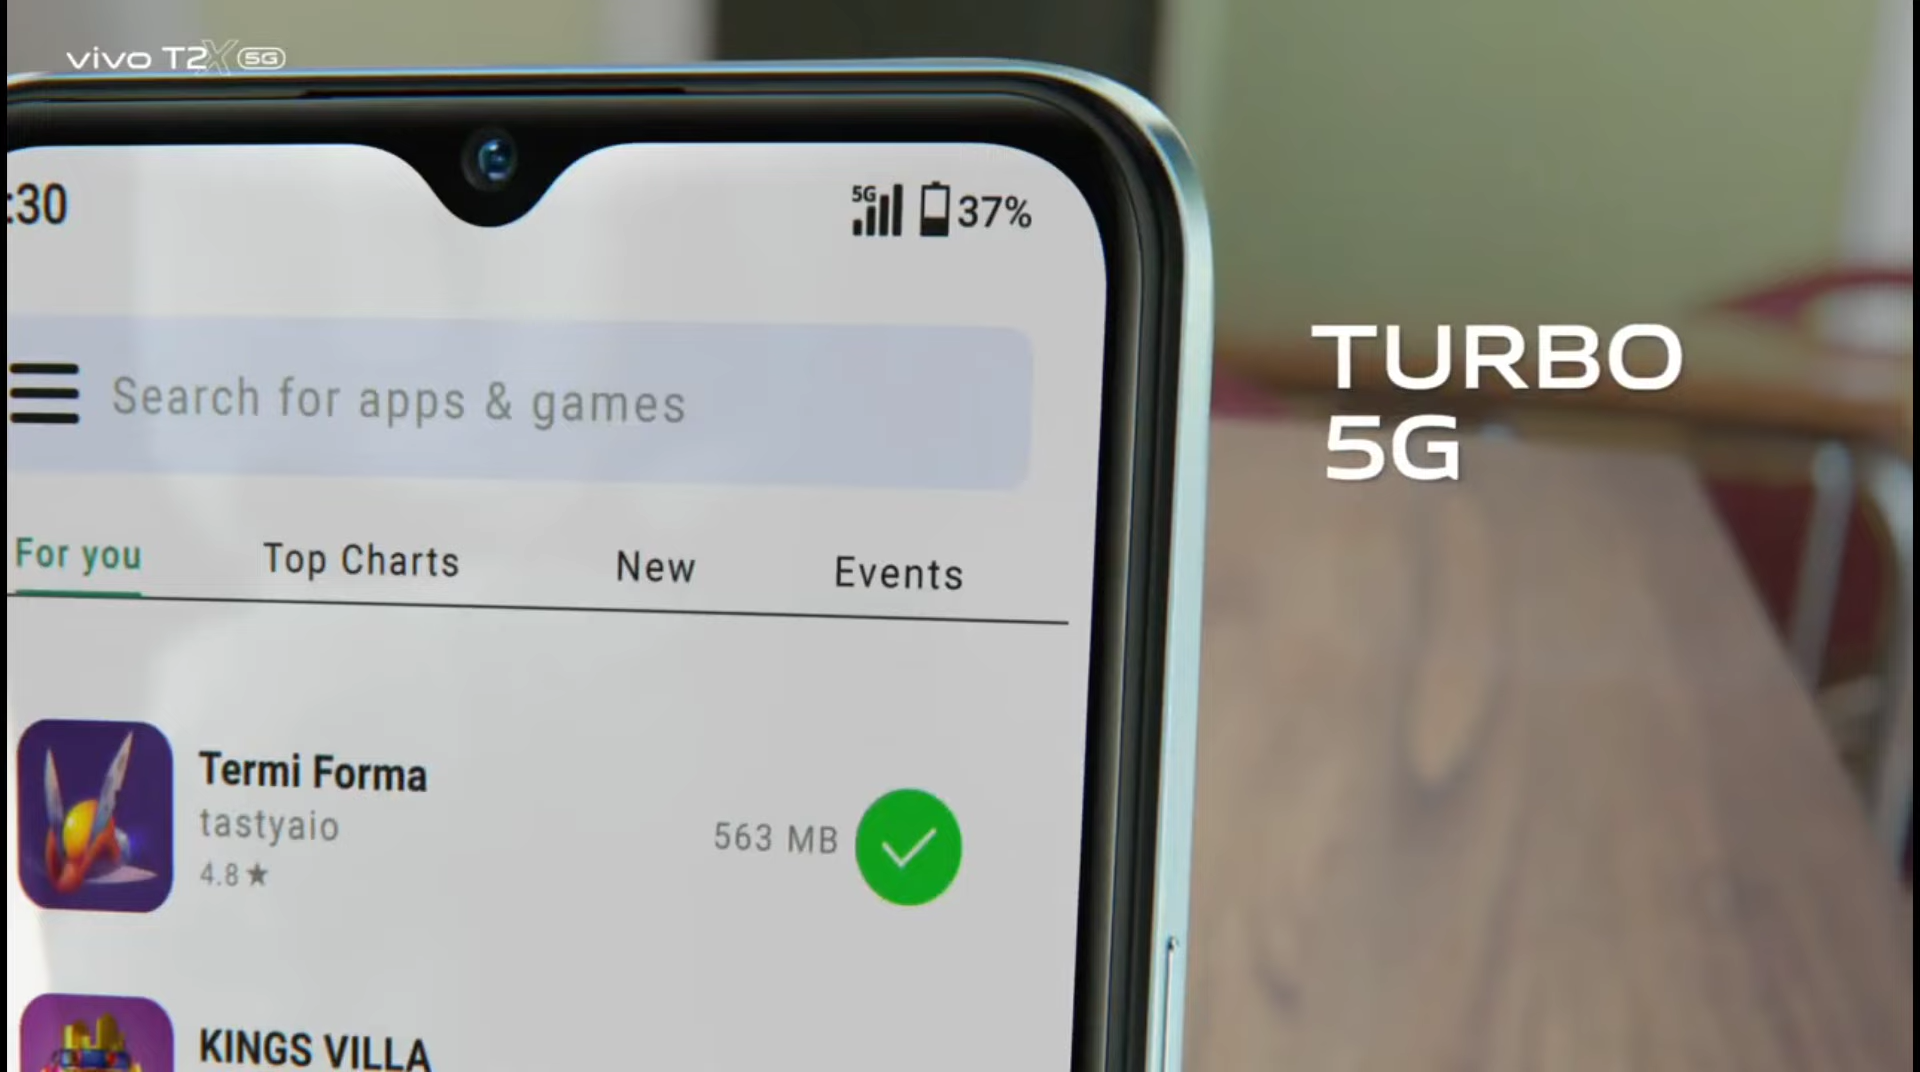 vivo T2X 5G
:30
5G
37%
TURBO
5G
Search for apps & games
For you
Top Charts
New
Events
Termi Forma
tastyaio
4.8★
563 MB
KINGS VILLA